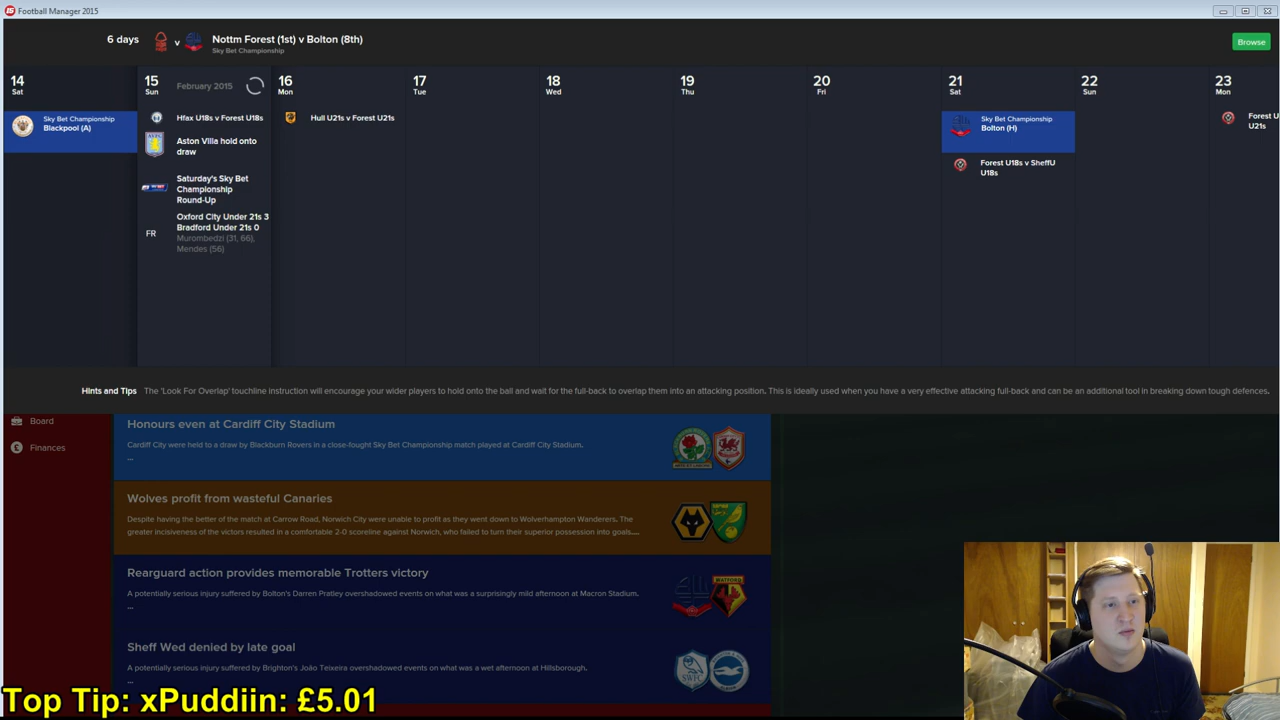 Football Manager 2015
6 days
v
Nottm Forest (1st) v Bolton (8th)
Sky Bet Championship
Browse
14
Sat
15
Sun
February 2015
16
Mon
17
Tue
18
Wed
19
Thu
20
Fri
21
Sat
22
Sun
23
Mon
Sky Bet Championship
Blackpool (A)
Hfax U18s v Forest U18s
Aston Villa hold onto
draw
Saturday's Sky Bet
Championship
Round-Up
FR
Oxford City Under 21s 3
Bradford Under 21s 0
Murombedzi (31, 66),
Mendes (56)
Hull U21s v Forest U21s
Sky Bet Championship
Bolton (H)
Forest U18s v SheffU
U18s
Forest U
U21s
Hints and Tips
The 'Look For Overlap' touchline instruction will encourage your wider players to hold onto the ball and wait for the full-back to overlap them into an attacking position. This is ideally used when you have a very effective attacking full-back and can be an additional tool in breaking down tough defences.
Board
Finances
Honours even at Cardiff City Stadium
Cardiff City were held to a draw by Blackburn Rovers in a close-fought Sky Bet Championship match played at Cardiff City Stadium.
...
Wolves profit from wasteful Canaries
Despite having the better of the match at Carrow Road, Norwich City were unable to profit as they went down to Wolverhampton Wanderers. The
greater incisiveness of the victors resulted in a comfortable 2-0 scoreline against Norwich, who failed to turn their superior possession into goals....
Rearguard action provides memorable Trotters victory
A potentially serious injury suffered by Bolton's Darren Pratley overshadowed events on what was a surprisingly mild afternoon at Macron Stadium.
...
Sheff Wed denied by late goal
A potentially serious injury suffered by Brighton's João Teixeira overshadowed events on what was a wet afternoon at Hillsborough.
...
Top Tip: xPuddiin: £5.01